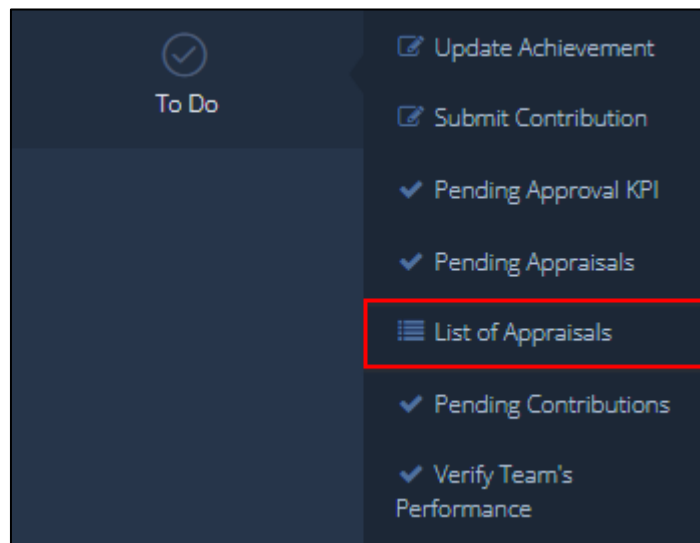 To Do
Update Achievement
Submit Contribution
Pending Approval KPI
Pending Appraisals
List of Appraisals
Pending Contributions
Verify Team's
Performance